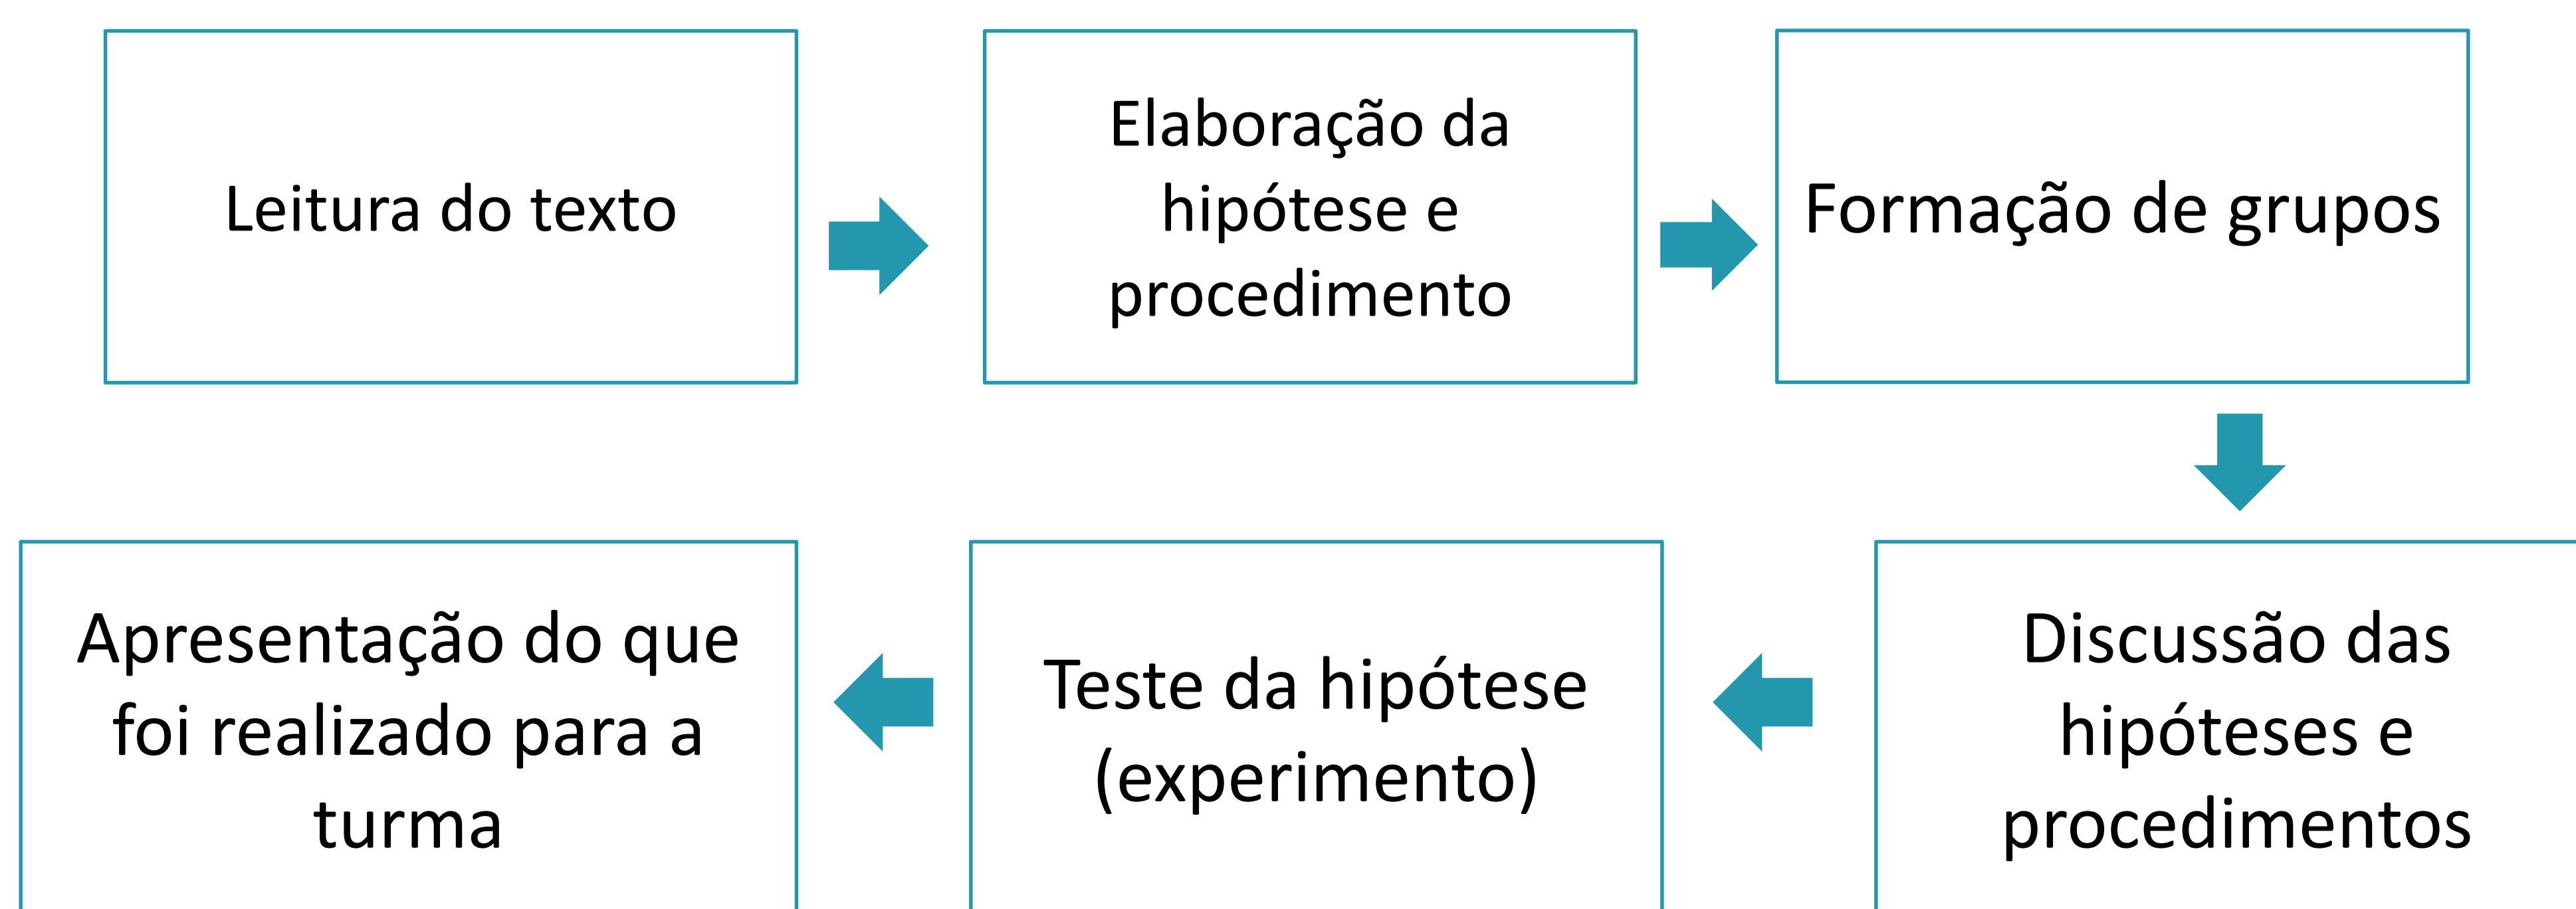 Leitura do texto
Elaboração da
hipótese e
procedimento
Formação de grupos
Discussão das
hipóteses e
procedimentos
Teste da hipótese
(experimento)
Apresentação do que
foi realizado para a
turma